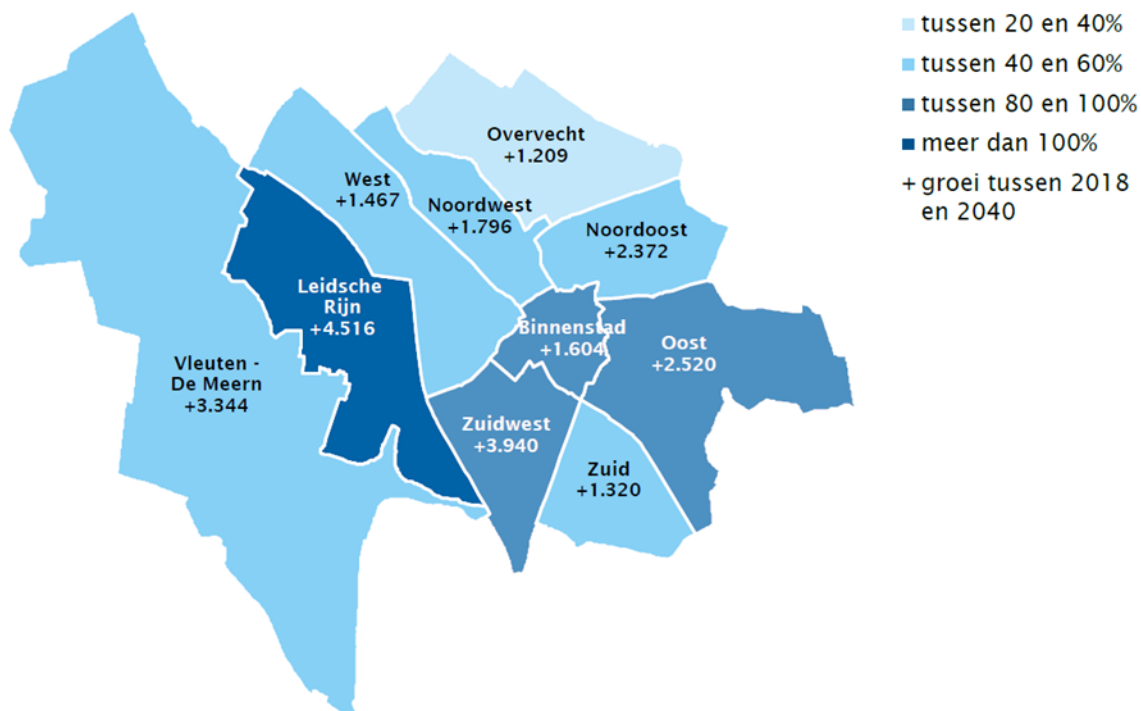 tussen 20 en 40%
tussen 40 en 60%
tussen 80 en 100%
meer dan 100%
+ groei tussen 2018
en 2040
Overvecht
+1.209
West
+1.467
Noordwest
+1.796
Noordoost
+2.372
Leidsche
Rijn
+4.516
Binnenstad
+1.604
Oost
+2.520
Vleuten -
De Meern
+3.344
Zuidwest
+3.940
Zuid
+1.320